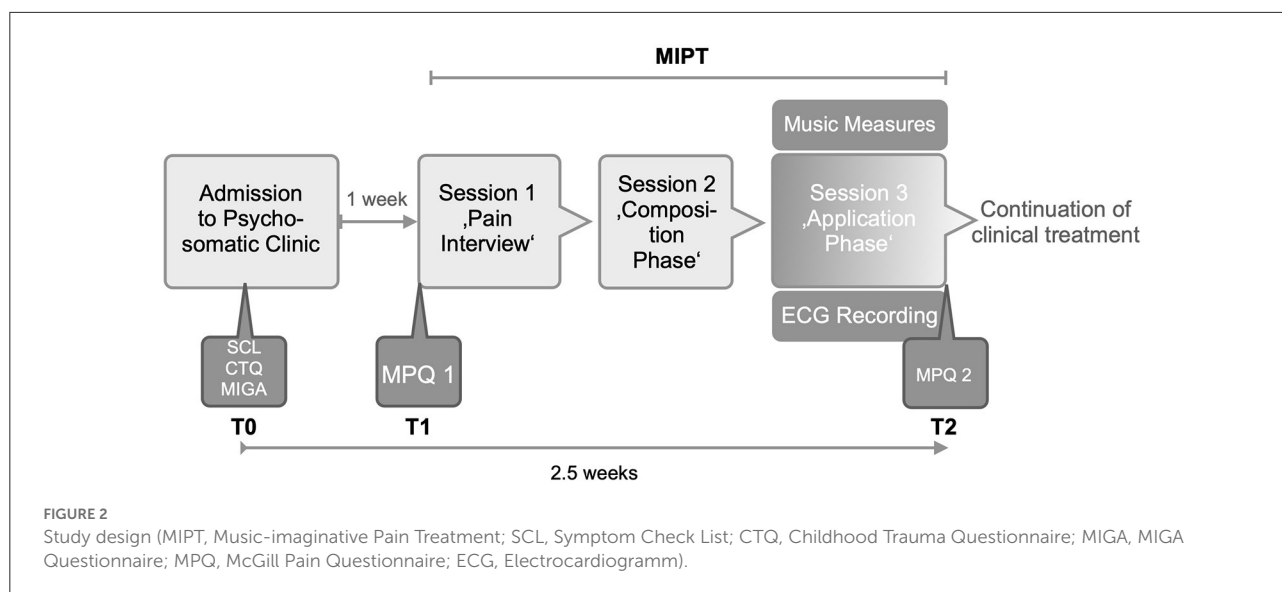 MIPT
Music Measures
Admission
to Psycho-
somatic Clinic
1 week
Session 1
‚Pain
Interview‘
Session 2
‚Composi-
tion
Phase‘
Session 3
‚Application
Phase‘
Continuation of
clinical treatment
ECG Recording
SCL
CTQ
MIGA
MPQ 1
MPQ 2
T0
T1
T2
2.5 weeks
FIGURE 2
Study design (MIPT, Music-imaginative Pain Treatment; SCL, Symptom Check List; CTQ, Childhood Trauma Questionnaire; MIGA, MIGA
Questionnaire; MPQ, McGill Pain Questionnaire; ECG, Electrocardiogramm).